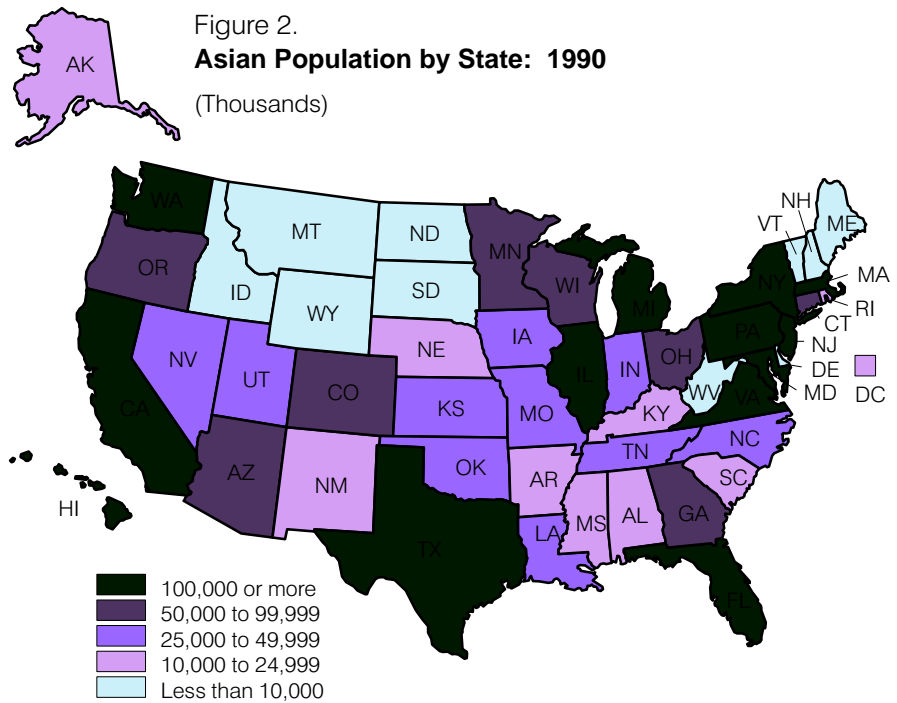 Figure 2.
Asian Population by State: 1990
(Thousands)
AK
WA
MT
ND
MN
VT
NH
ME
OR
ID
SD
WI
MI
NY
MA
WY
RI
CT
NE
IA
PA
NJ
NV
UT
CO
IL
IN
OH
DE
WV
VA
MD
DC
CA
KS
MO
KY
AZ
NM
OK
TN
NC
AR
SC
HI
TX
LA
MS
AL
GA
FL
100,000 or more
50,000 to 99,999
25,000 to 49,999
10,000 to 24,999
Less than 10,000